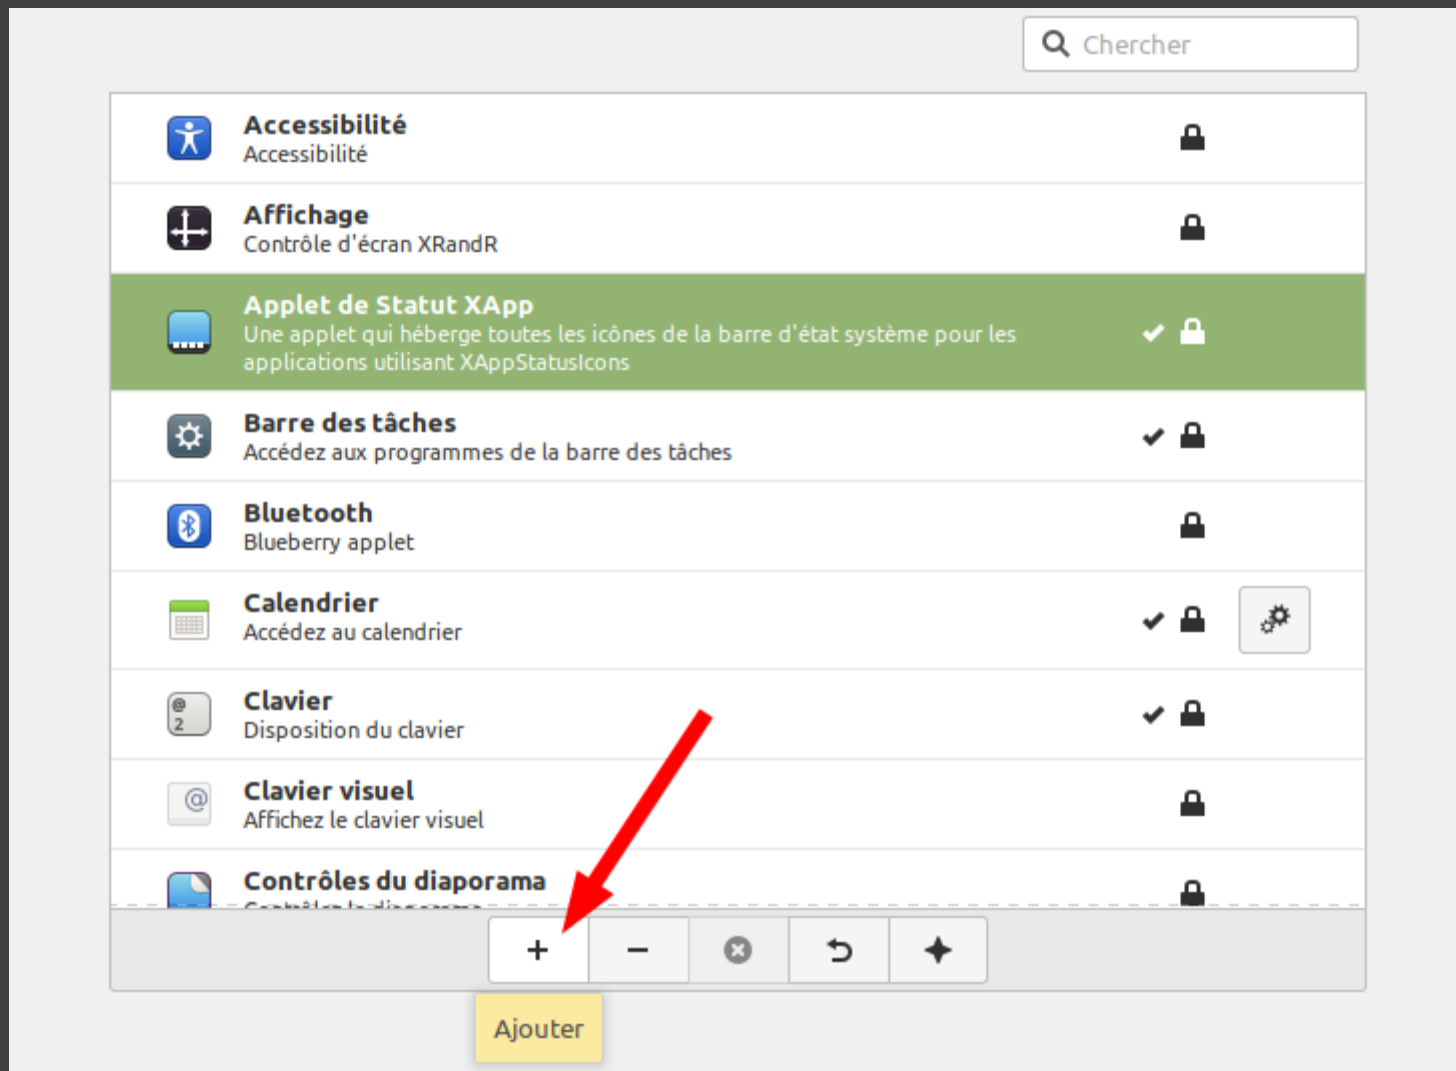 Chercher
Accessibilité
Accessibilité
Affichage
Contrôle d'écran XRandR
Applet de Statut XApp
Une applet qui héberge toutes les icônes de la barre d'état système pour les
applications utilisant XAppStatusIcons
Barre des tâches
Accédez aux programmes de la barre des tâches
Bluetooth
Blueberry applet
Calendrier
Accédez au calendrier
@
2
Clavier
Disposition du clavier
@
Clavier visuel
Affichez le clavier visuel
Contrôles du diaporama
Ajouter